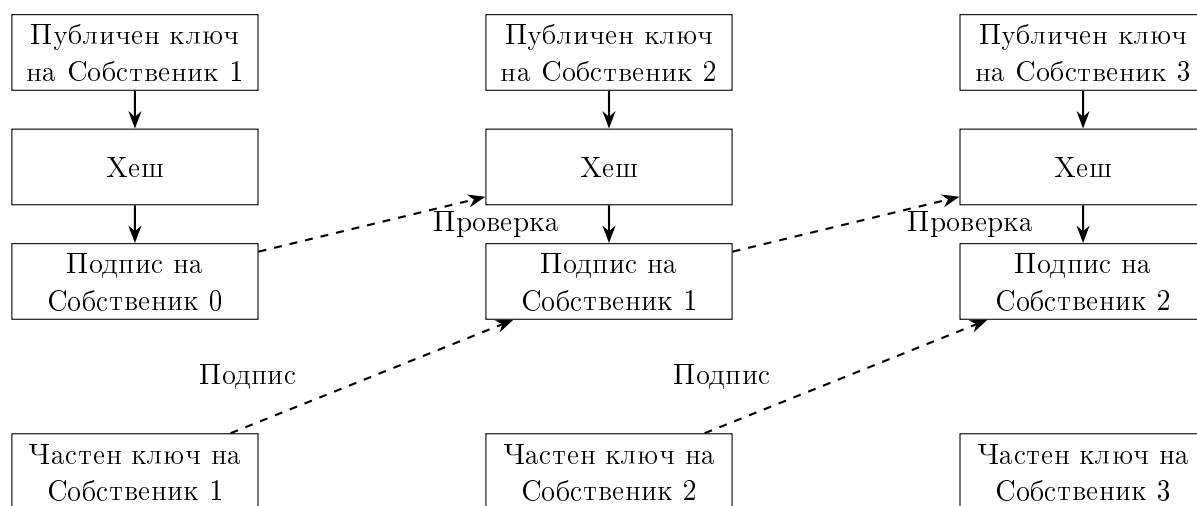 Публичен ключ
на Собственик 1
Публичен ключ
на Собственик 2
Публичен ключ
на Собственик 3
Хеш
Хеш
Хеш
Проверка
Проверка
Подпис на
Собственик 0
Подпис на
Собственик 1
Подпис на
Собственик 2
Подпис
Подпис
Частен ключ на
Собственик 1
Частен ключ на
Собственик 2
Частен ключ на
Собственик 3